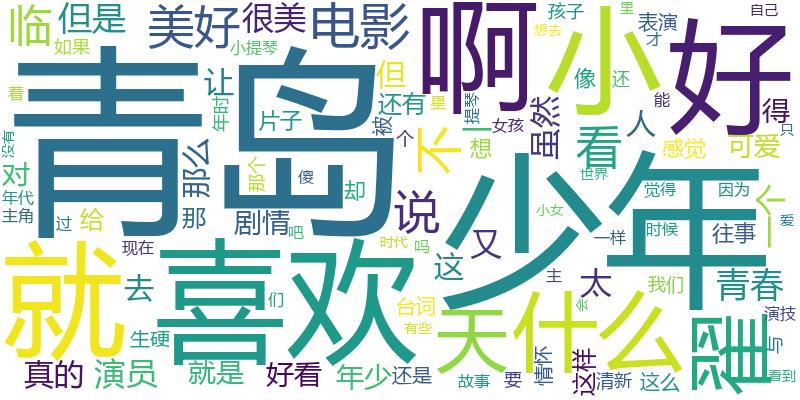 临 但是 美好 很美 电影 啊 小 孩子 里 表演 自己
如果 小提琴 想去 才
好
青岛
着 让 年时 片子 但 还有 星 提琴 像 还 能 得 只
没有 那么 那个 傻 被 个 不 一 想 女孩 虽然 看 人 感觉 可爱
对 却 世界 觉得 因为 一个
年代 主角 过 给 那 剧情 说 少年 小女 爱
吧 时代 吗 又 一样 时候 往事
就 现在 去 们 喜欢 这 主 太 我们 青春
台词 有些 天 什么 会 翟 演技 与
生硬
真的 演员 就是 好看 年少 还是 故事 要 情怀 这样 清新 这么 看到